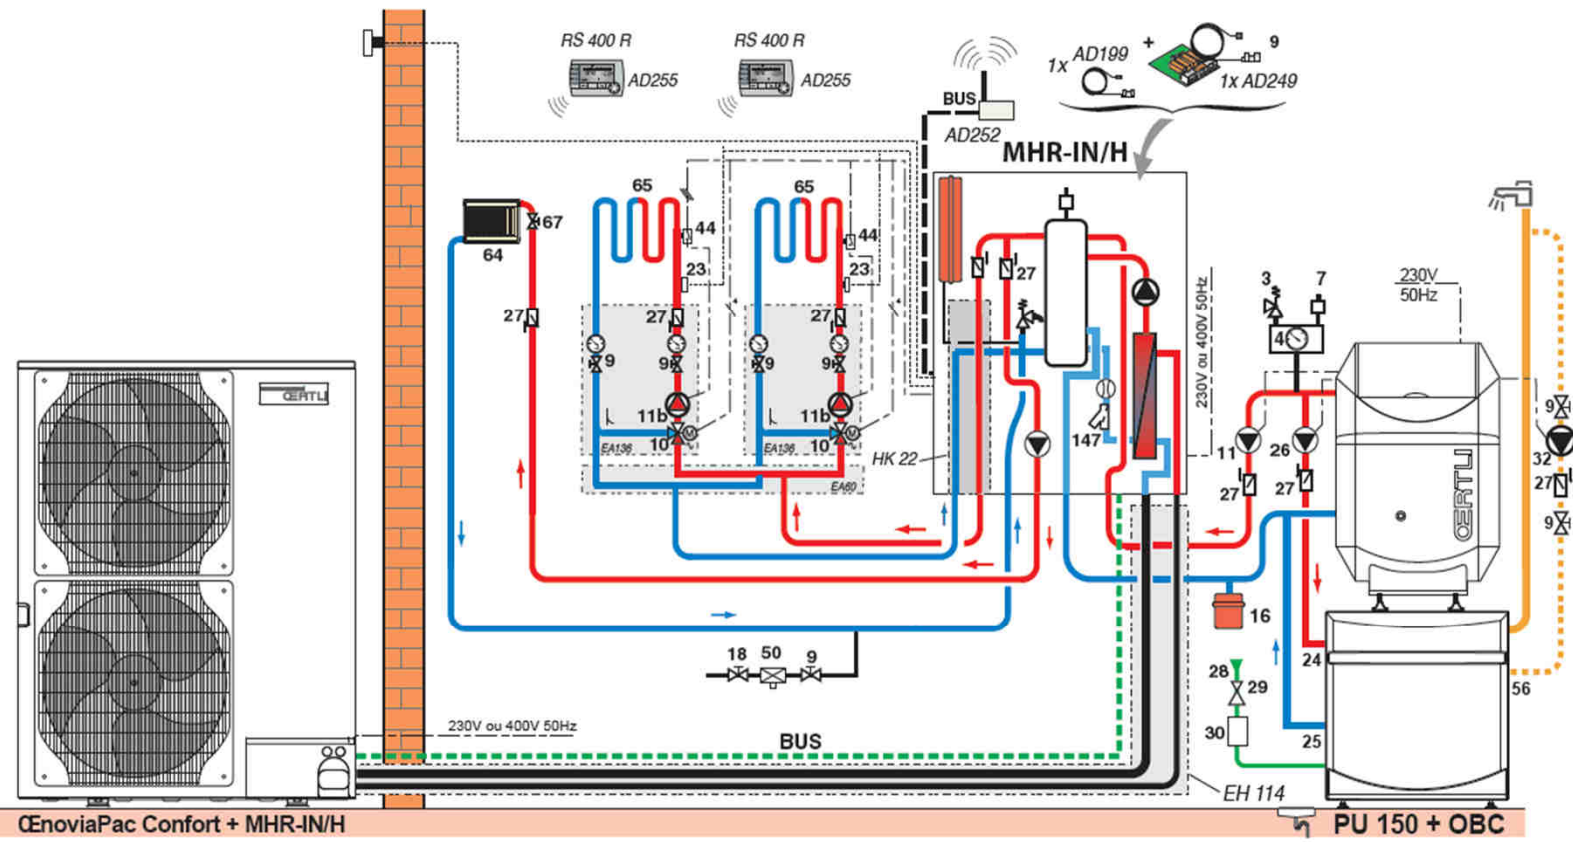 RS 400 R
AD255
RS 400 R
AD255
BUS
AD252
1x AD199
+
9
1x AD249
MHR-IN/H
65
44
23
27
9
9
11b
10
EA136
65
44
23
27
9
9
11b
10
EA136
EA60
64
67
27
27
HK 22
147
230V ou 400V 50Hz
3
7
4
230V
50Hz
11
27
26
27
ŒRTLI
ŒRTLI
9
32
27
9
16
24
25
56
28
29
30
18
50
9
230V ou 400V 50Hz
BUS
EH 114
M
M
ŒnoviaPac Confort + MHR-IN/H
PU 150 + OBC